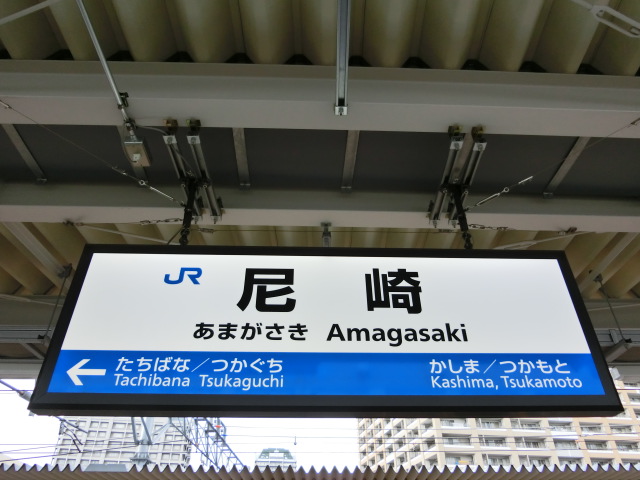 JR 尼崎
あまがさき Amagasaki
← たちばな／つかぐち かしま／つかもと
Tachibana Tsukaguchi Kashima, Tsukamoto